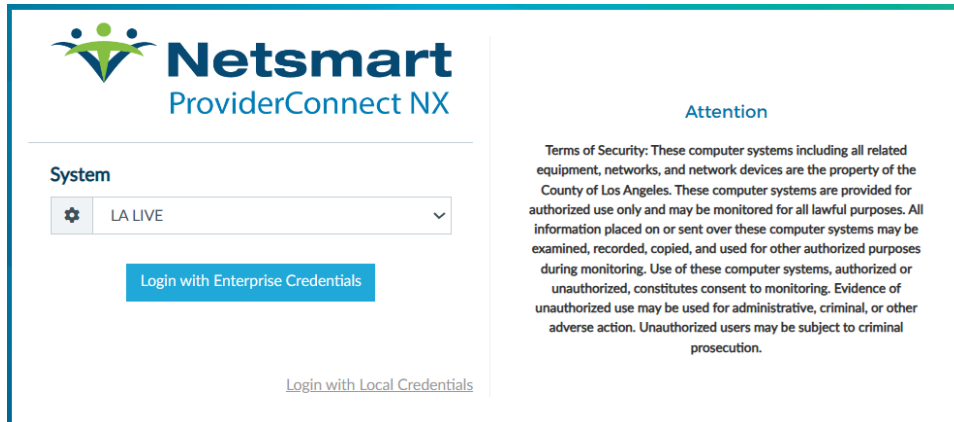 Netsmart
ProviderConnect NX
System
LA LIVE
Login with Enterprise Credentials
Login with Local Credentials
Attention
Terms of Security: These computer systems including all related
equipment, networks, and network devices are the property of the
County of Los Angeles. These computer systems are provided for
authorized use only and may be monitored for all lawful purposes. All
information placed on or sent over these computer systems may be
examined, recorded, copied, and used for other authorized purposes
during monitoring. Use of these computer systems, authorized or
unauthorized, constitutes consent to monitoring. Evidence of
unauthorized use may be used for administrative, criminal, or other
adverse action. Unauthorized users may be subject to criminal
prosecution.